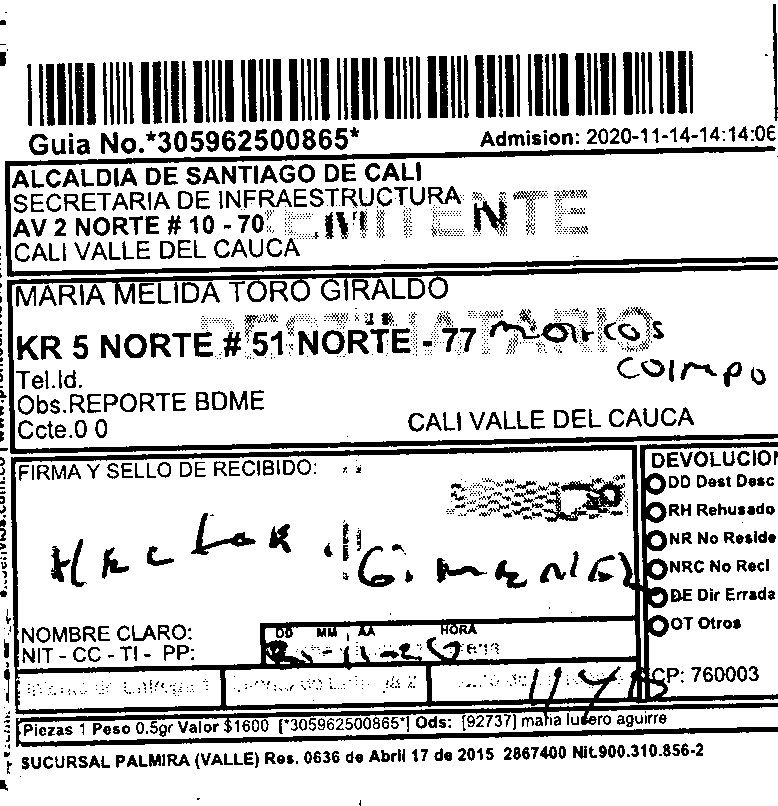 Guia No.*305962500865*
Admision: 2020-11-14-14:14:06
ALCALDIA DE SANTIAGO DE CALI
SECRETARIA DE INFRAESTRUCTURA
AV 2 NORTE # 10 - 70
CALI VALLE DEL CAUCA
MARIA MELIDA TORO GIRALDO
DESTINATARIO
KR 5 NORTE # 51 NORTE - 77
Tel.Id.
Obs.REPORTE BDME
Ccte.0 0
CALI VALLE DEL CAUCA
FIRMA Y SELLO DE RECIBIDO:
DEVOLUCION
DD Dest Desc
RH Rehusado
NR No Reside
NRC No Recl
DE Dir Errada
OT Otros
Hector
NOMBRE CLARO:
NIT - CC - TI - PP:
DD MM AA HORA
CP: 760003
Piezas 1 Peso 0.5gr Valor $1600 [*305962500865*] Ods: [92737] maria lucero aguirre
SUCURSAL PALMIRA (VALLE) Res. 0636 de Abril 17 de 2015 2867400 Nit.900.310.856-2